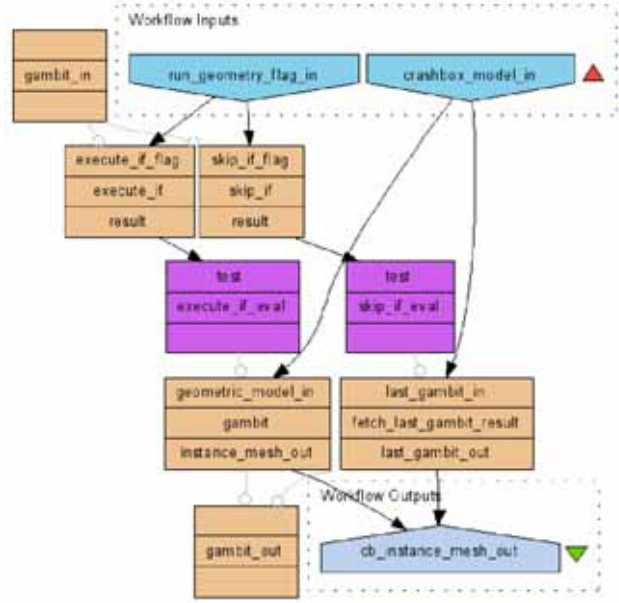 Workflow Inputs
gambit_in
run_geometry_flag_in
crashbox_model_in
execute_if_flag
execute_if
result
skip_if_flag
skip_if
result
test
execute_if_eval
test
skip_if_eval
geometric_model_in
gambit
instance_mesh_out
last_gambit_in
fetch_last_gambit_result
last_gambit_out
Workflow Outputs
gambit_out
cb_instance_mesh_out